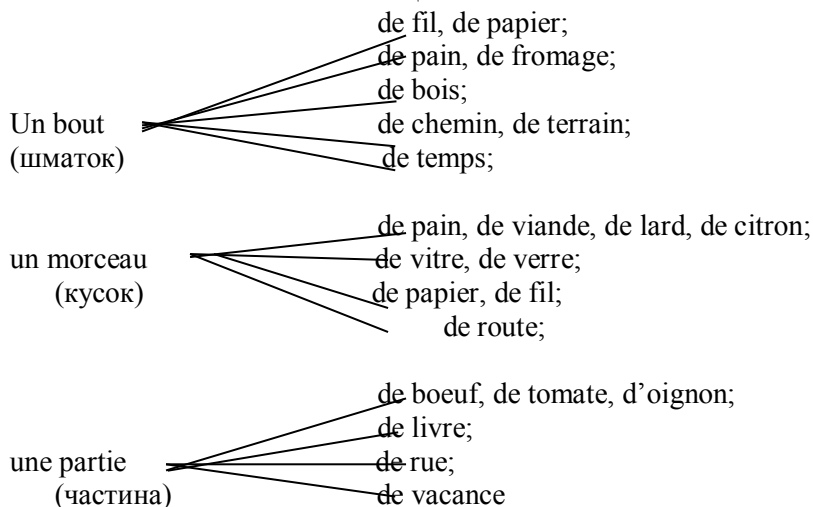 de fil, de papier;
de pain, de fromage;
de bois;
Un bout de chemin, de terrain;
(шматок) de temps;
de pain, de viande, de lard, de citron;
un morceau de vitre, de verre;
(кусок) de papier, de fil;
de route;
de boeuf, de tomate, d’oignon;
de livre;
une partie de rue;
(частина) de vacance